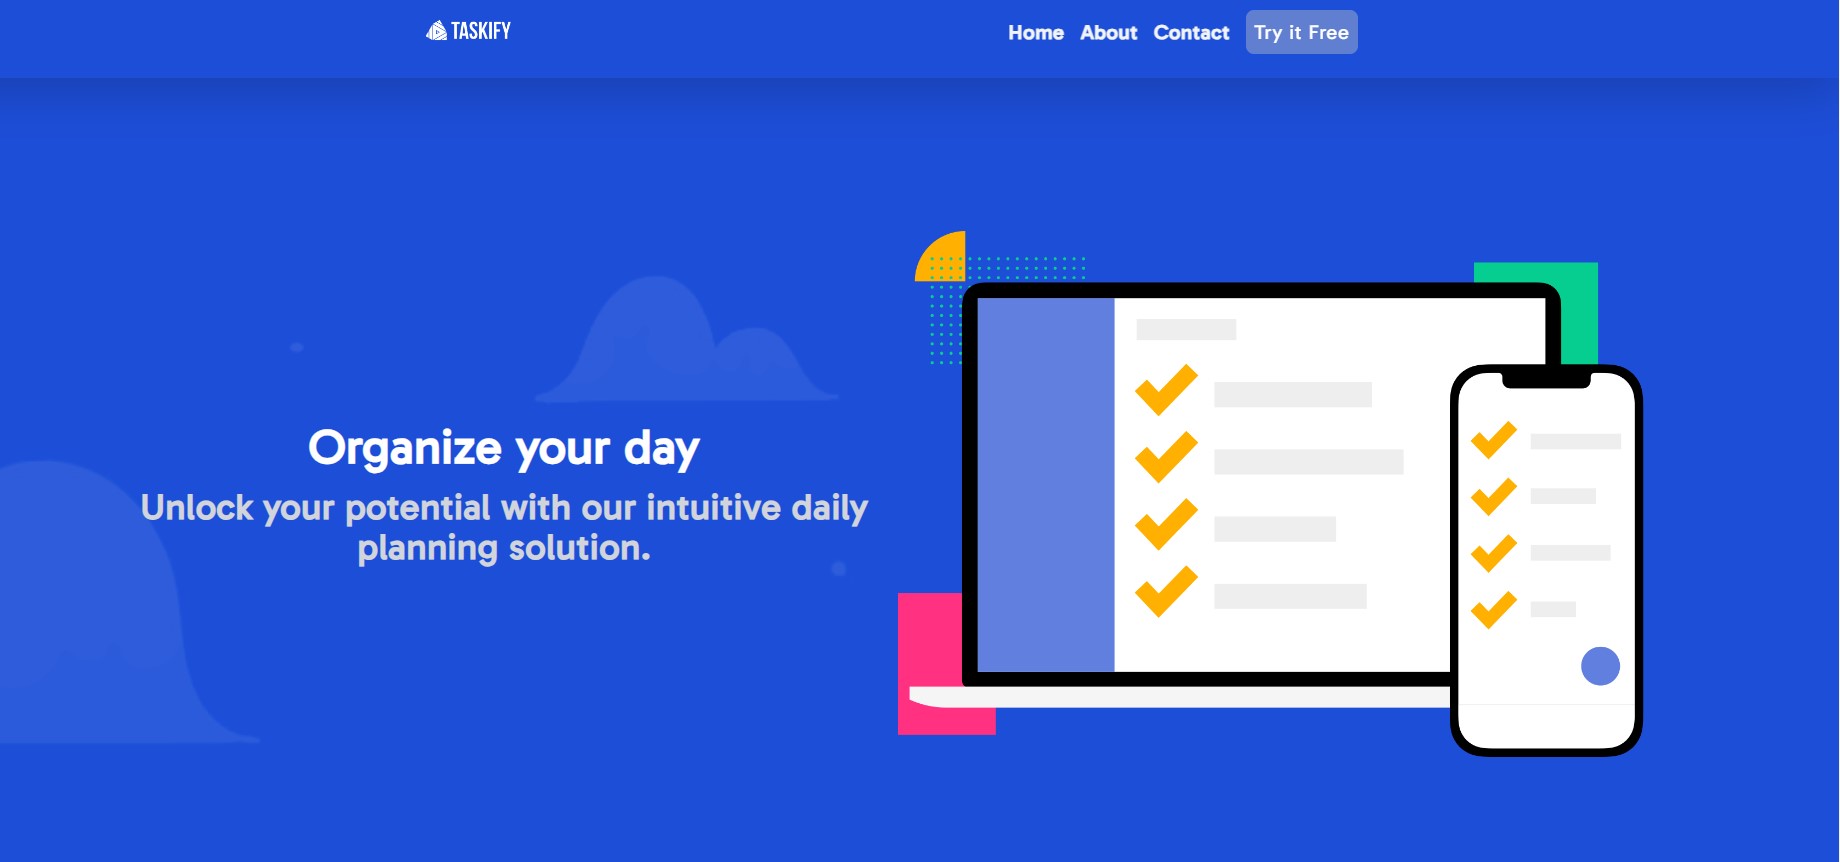 TASKIFY
Home About Contact Try it Free
Organize your day
Unlock your potential with our intuitive daily
planning solution.